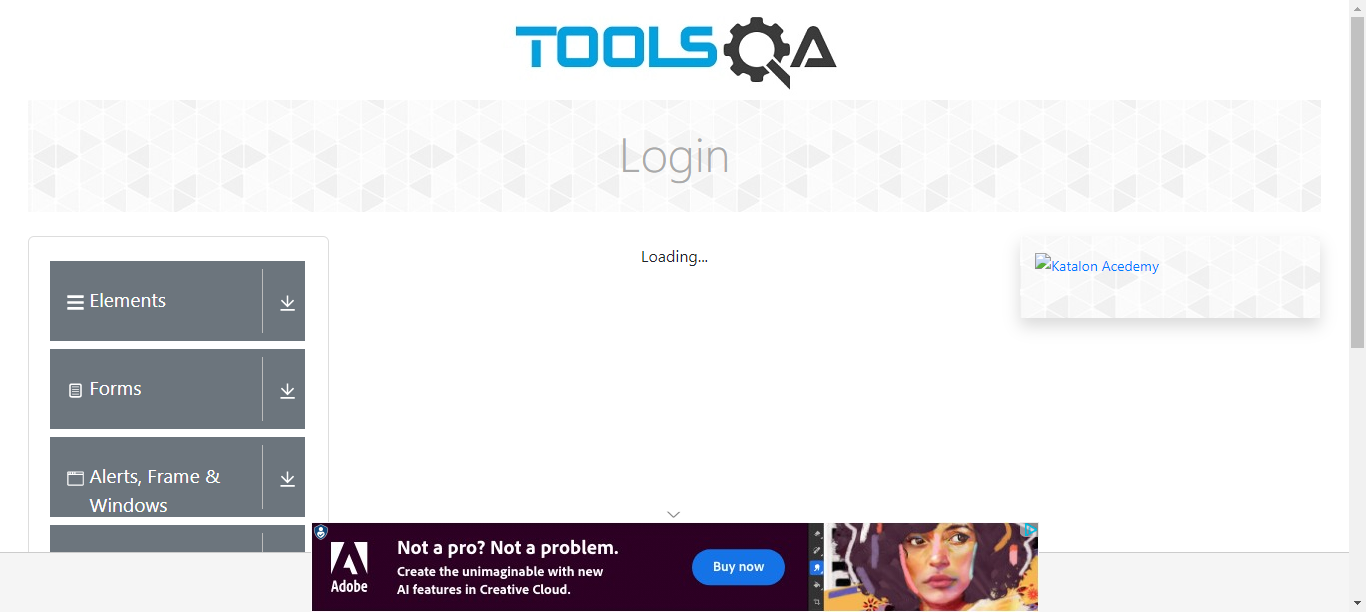 TOOLSQA
Login
Elements
Forms
Alerts, Frame &
Windows
Loading...
Katalon Acedemy
Adobe
Not a pro? Not a problem.
Create the unimaginable with new
AI features in Creative Cloud.
Buy now